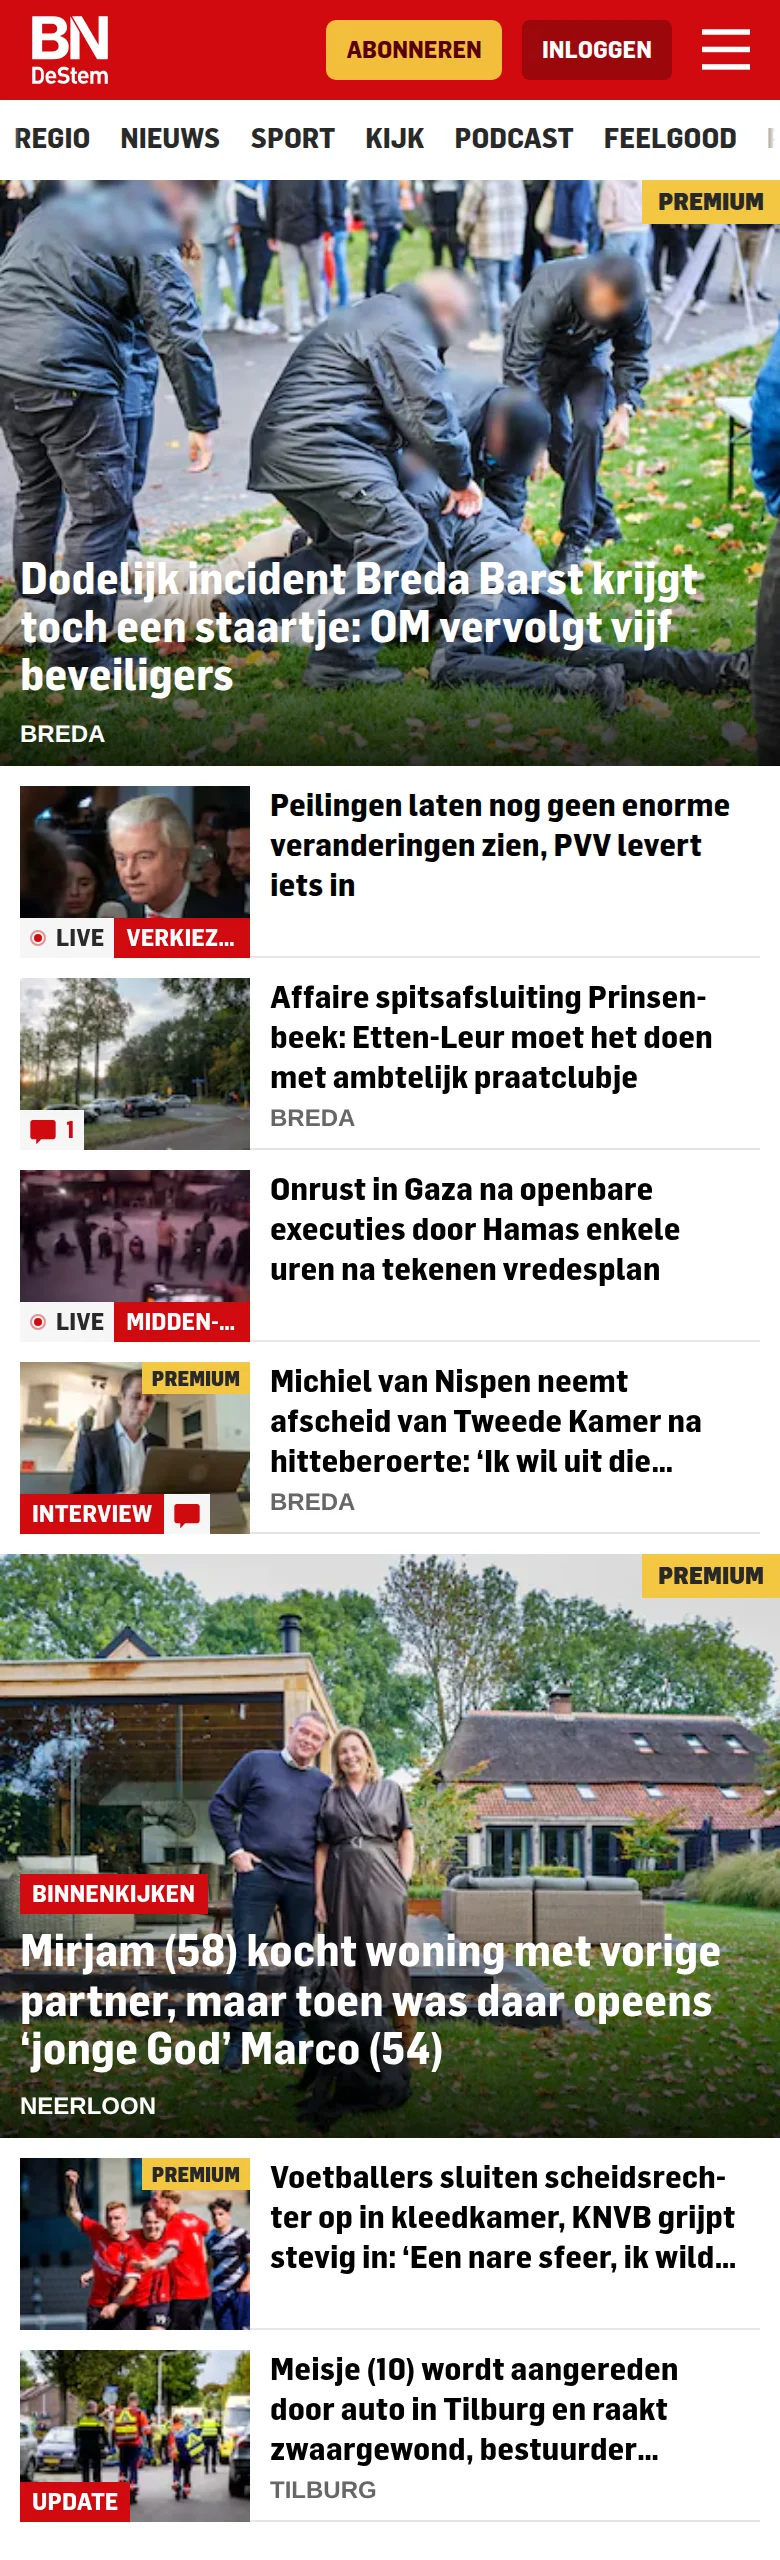 BN
DeStem
ABONNEREN
INLOGGEN
REGIO NIEUWS SPORT KIJK PODCAST FEELGOOD
PREMIUM
Dodelijk incident Breda Barst krijgt
toch een staartje: OM vervolgt vijf
beveiligers
BREDA
Peilingen laten nog geen enorme
veranderingen zien, PVV levert
iets in
LIVE VERKIEZ...
Affaire spitsafsluiting Prinsen-
beek: Etten-Leur moet het doen
met ambtelijk praatclubje
BREDA
1
Onrust in Gaza na openbare
executies door Hamas enkele
uren na tekenen vredesplan
LIVE MIDDEN-...
PREMIUM
Michiel van Nispen neemt
afscheid van Tweede Kamer na
hitteberoerte: ‘Ik wil uit die...
BREDA
INTERVIEW
PREMIUM
BINNENKIJKEN
Mirjam (58) kocht woning met vorige
partner, maar toen was daar opeens
‘jonge God’ Marco (54)
NEERLOON
PREMIUM
Voetballers sluiten scheidsrech-
ter op in kleedkamer, KNVB grijpt
stevig in: ‘Een nare sfeer, ik wild...
Meisje (10) wordt aangereden
door auto in Tilburg en raakt
zwaargewond, bestuurder...
TILBURG
UPDATE